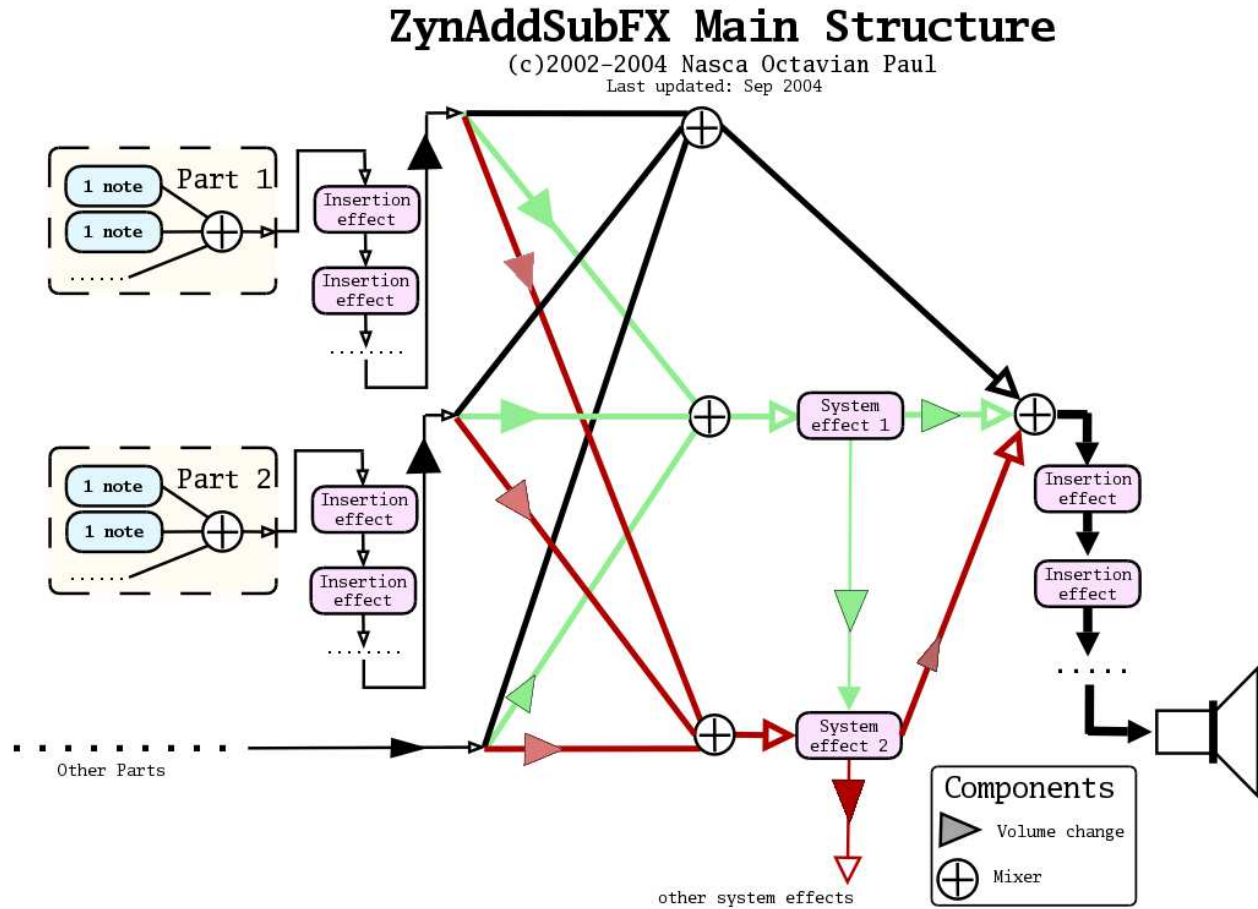 ZynAddSubFX Main Structure
(c)2002-2004 Nasca Octavian Paul
Last updated: Sep 2004
Part 1
1 note
1 note
Insertion
effect
Insertion
effect
Part 2
1 note
1 note
Insertion
effect
Insertion
effect
Other Parts
System
effect 1
System
effect 2
other system effects
Insertion
effect
Insertion
effect
Components
Volume change
Mixer